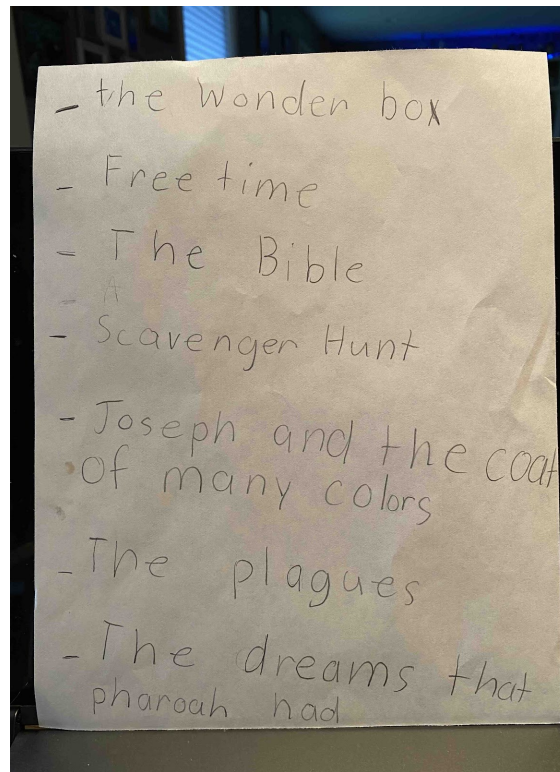 - the Wonder box
- Free time
- The Bible
- A
- Scavenger Hunt
- Joseph and the coat
of many colors
- The plagues
- The dreams that
pharoah had